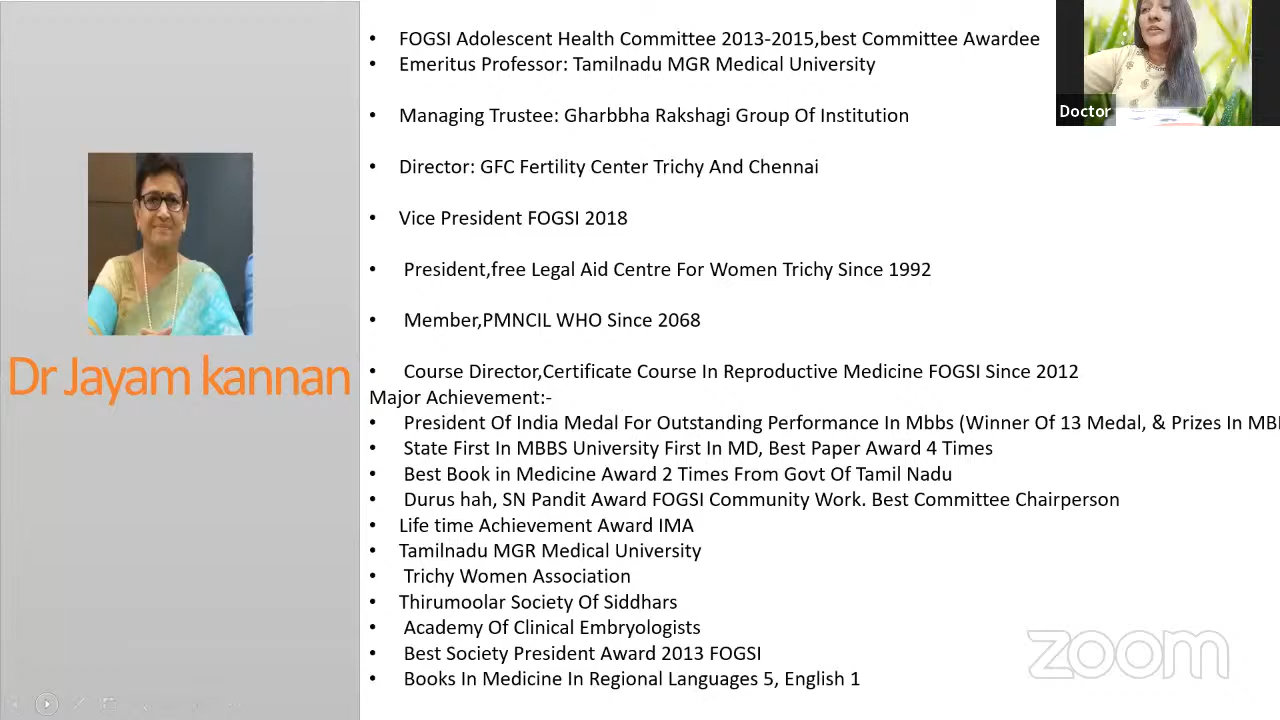 FOGSI Adolescent Health Committee 2013-2015,best Committee Awardee
Emeritus Professor: Tamilnadu MGR Medical University
Managing Trustee: Gharbbha Rakshagi Group Of Institution
Director: GFC Fertility Center Trichy And Chennai
Vice President FOGSI 2018
President,free Legal Aid Centre For Women Trichy Since 1992
Member,PMNCIL WHO Since 2068
Course Director,Certificate Course In Reproductive Medicine FOGSI Since 2012
Major Achievement:-
President Of India Medal For Outstanding Performance In Mbbs (Winner Of 13 Medal, & Prizes In
State First In MBBS University First In MD, Best Paper Award 4 Times
Best Book in Medicine Award 2 Times From Govt Of Tamil Nadu
Durus hah, SN Pandit Award FOGSI Community Work. Best Committee Chairperson
Life time Achievement Award IMA
Tamilnadu MGR Medical University
Trichy Women Association
Thirumoolar Society Of Siddhars
Academy Of Clinical Embryologists
Best Society President Award 2013 FOGSI
Books In Medicine In Regional Languages 5, English 1
Dr Jayam kannan
Doctor
zoom